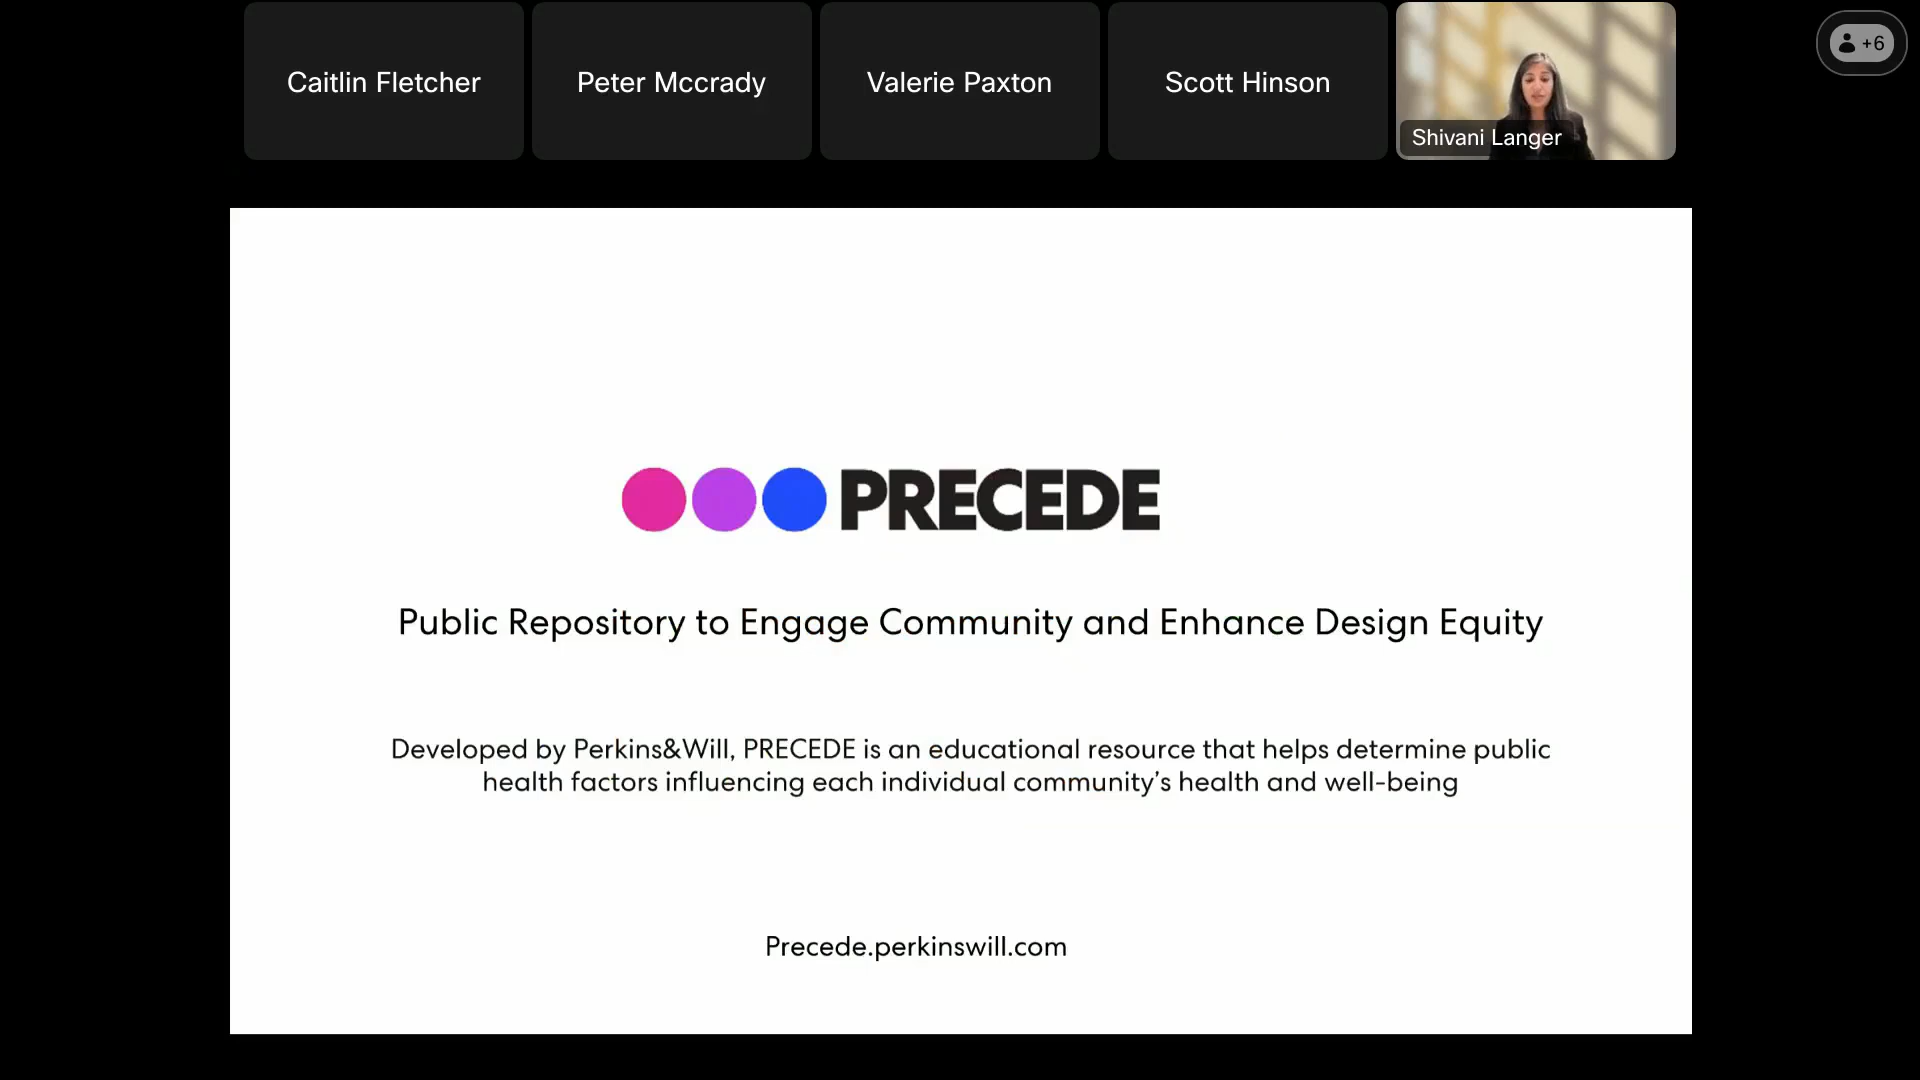 Caitlin Fletcher
Peter Mccrady
Valerie Paxton
Scott Hinson
Shivani Langer
+6
PRECEDE
Public Repository to Engage Community and Enhance Design Equity
Developed by Perkins&Will, PRECEDE is an educational resource that helps determine public
health factors influencing each individual community’s health and well-being
Precede.perkinswill.com